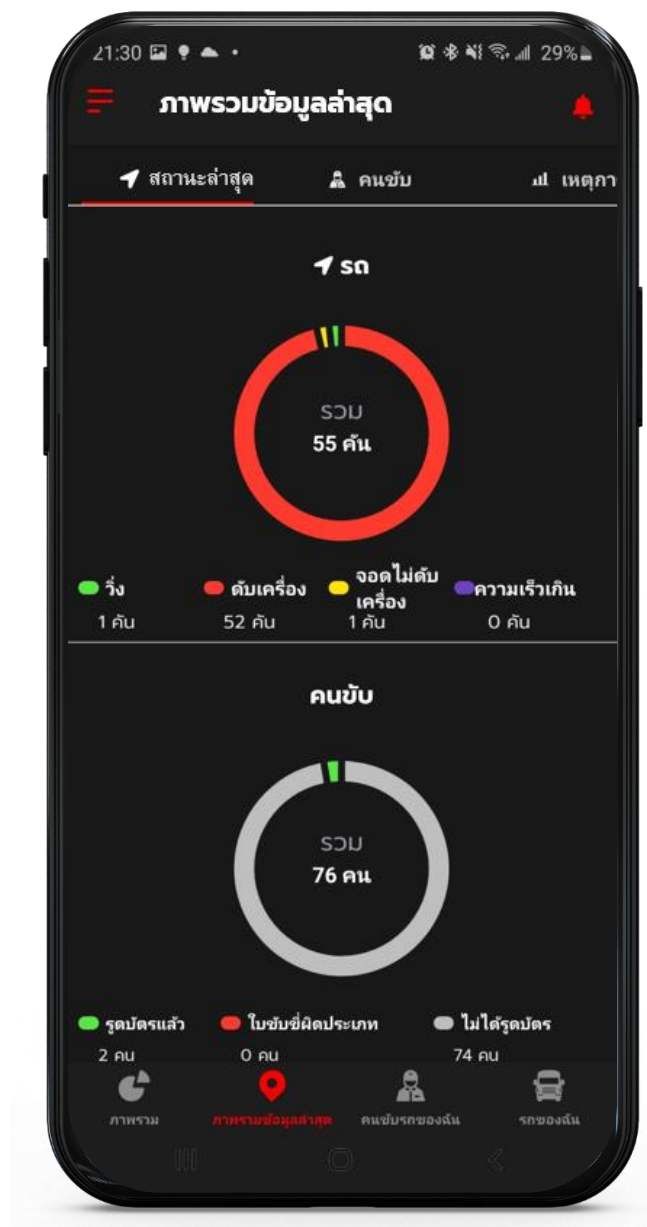 21:30
29%
ภาพรวมข้อมูลล่าสุด
สถานะล่าสุด
คนขับ
เหตุกา
รถ
รวม
55 คัน
วิ่ง
ดับเครื่อง
จอดไม่ดับ
เครื่อง
ความเร็วเกิน
1 คัน
52 คัน
1 คัน
0 คัน
คนขับ
รวม
76 คน
รูดบัตรแล้ว
ใบขับขี่ผิดประเภท
ไม่ได้รูดบัตร
2 คน
0 คน
74 คน
ภาพรวม
ภาพรวมข้อมูลล่าสุด
คนขับรถของฉัน
รถของฉัน